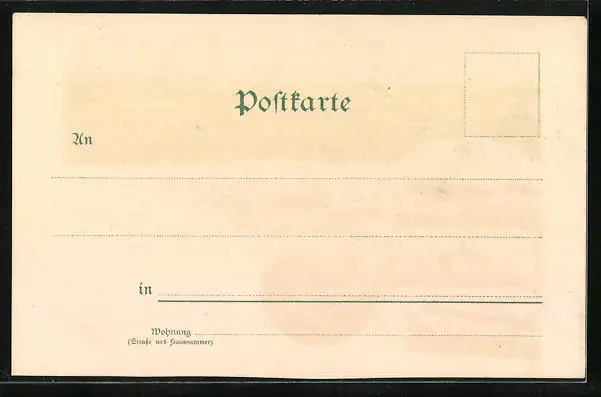 Poſtkarte
An
in
Wohnung
(Straße und Hausnummer)